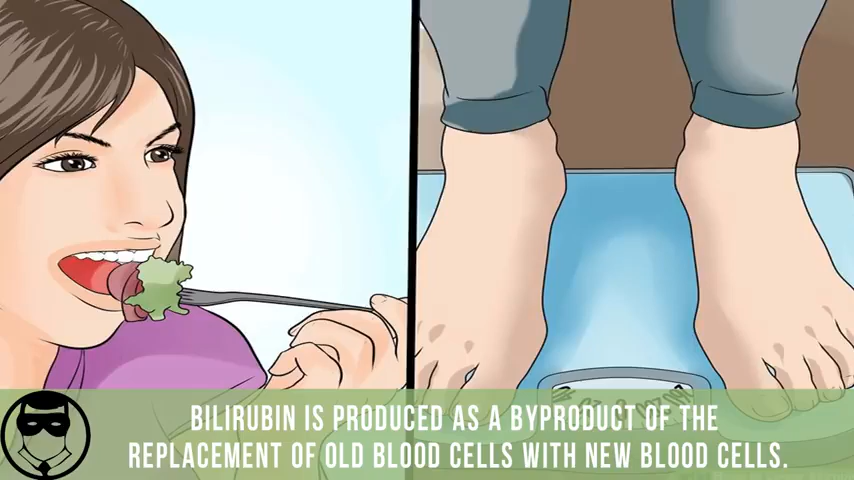 BILIRUBIN IS PRODUCED AS A BYPRODUCT OF THE
REPLACEMENT OF OLD BLOOD CELLS WITH NEW BLOOD CELLS.